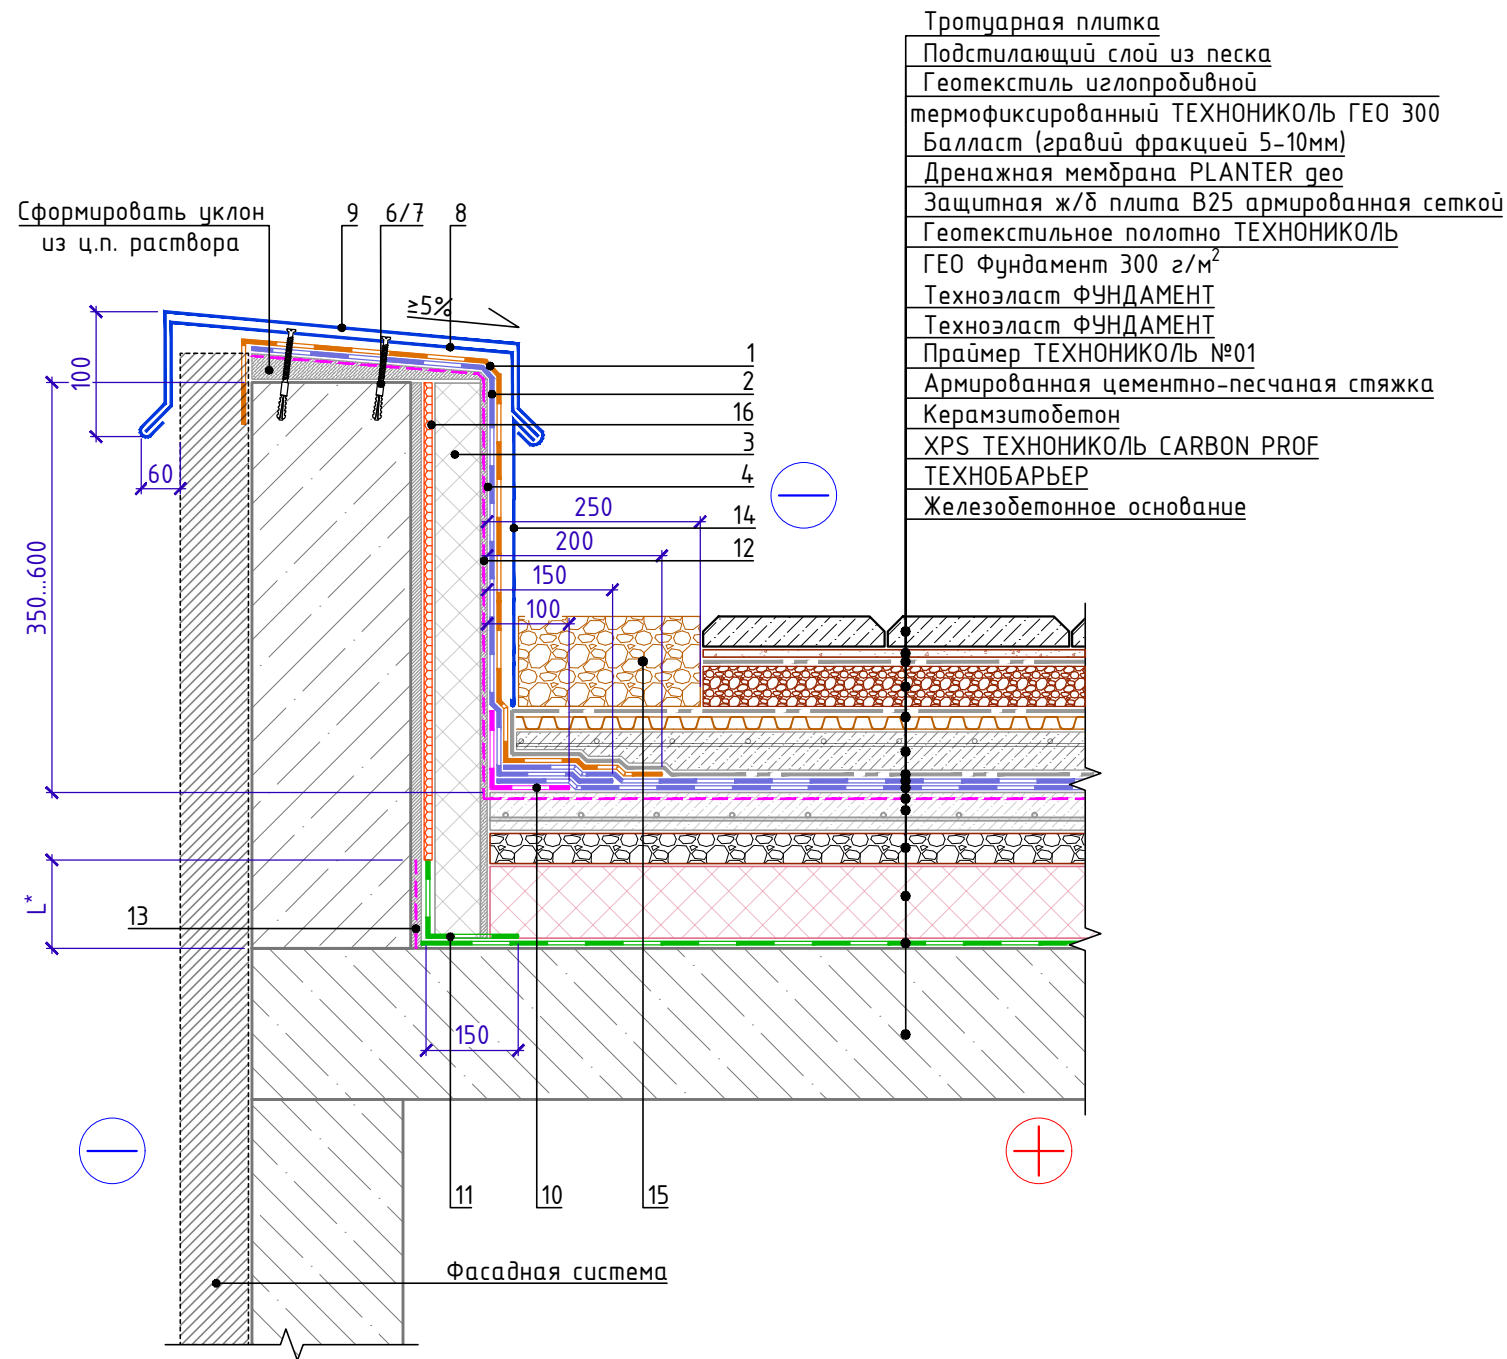 Тротуарная плитка
Подстилающий слой из песка
Геотекстиль иглопробивной
термофиксированный ТЕХНОНИКОЛЬ ГЕО 300
Балласт (гравий фракцией 5-10мм)
Дренажная мембрана PLANTER geo
Защитная ж/б плита В25 армированная сеткой
Геотекстильное полотно ТЕХНОНИКОЛЬ
ГЕО Фундамент 300 г/м²
Техноэласт ФУНДАМЕНТ
Техноэласт ФУНДАМЕНТ
Праймер ТЕХНОНИКОЛЬ №01
Армированная цементно-песчаная стяжка
Керамзитобетон
XPS ТЕХНОНИКОЛЬ CARBON PROF
ТЕХНОБАРЬЕР
Железобетонное основание
Сформировать уклон
из ц.п. раствора
9
6/7
8
≥5%
100
60
350...600
L*
13
1
2
16
3
4
14
12
250
200
150
100
150
11
10
15
Фасадная система